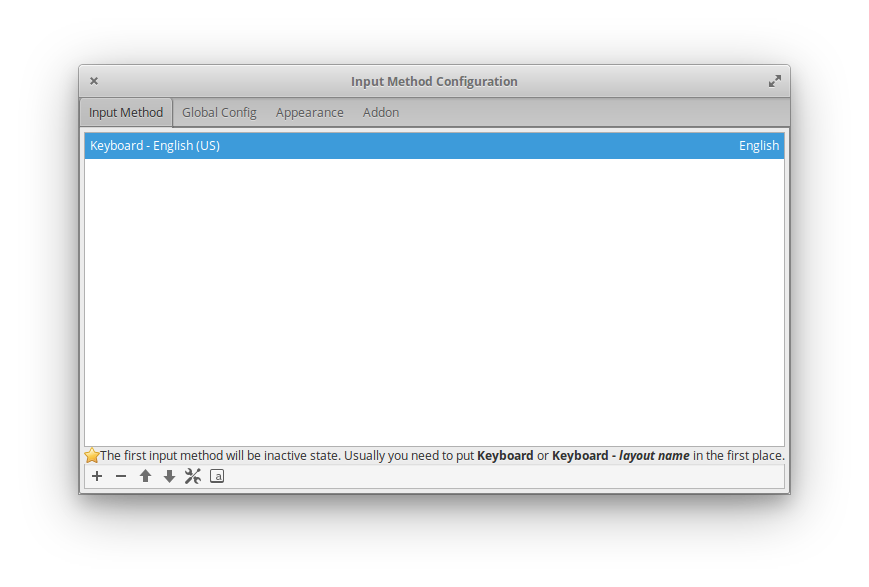 Input Method Configuration
Input Method Global Config Appearance Addon
Keyboard - English (US) English
The first input method will be inactive state. Usually you need to put Keyboard or Keyboard - layout name in the first place.
a